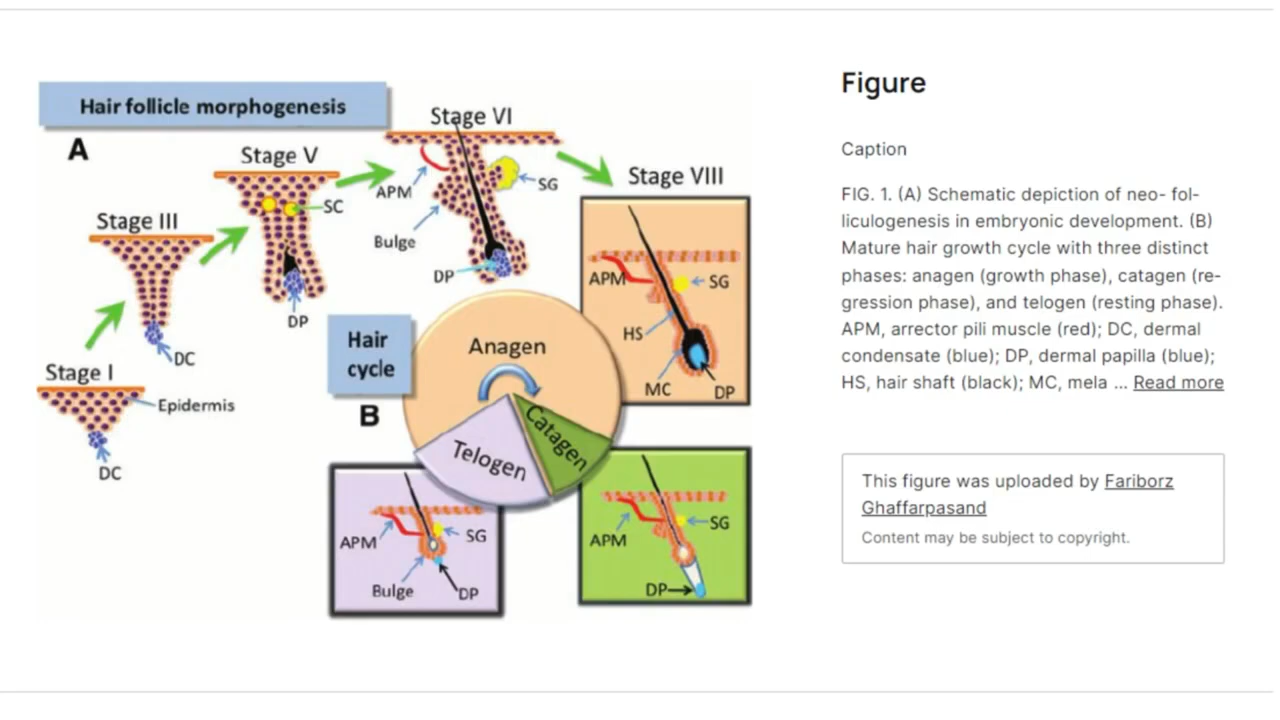 Hair follicle morphogenesis
A
Stage I
Epidermis
DC
Stage III
DC
Stage V
SC
DP
Stage VI
APM
SG
Bulge
DP
Stage VIII
APM
SG
HS
MC
DP
Hair
cycle
B
Anagen
Catagen
Telogen
APM
SG
Bulge
DP
APM
SG
DP
Figure
Caption
FIG. 1. (A) Schematic depiction of neo- fol-
liculogenesis in embryonic development. (B)
Mature hair growth cycle with three distinct
phases: anagen (growth phase), catagen (re-
gression phase), and telogen (resting phase).
APM, arrector pili muscle (red); DC, dermal
condensate (blue); DP, dermal papilla (blue);
HS, hair shaft (black); MC, mela ... Read more
This figure was uploaded by Fariborz
Ghaffarpasand
Content may be subject to copyright.